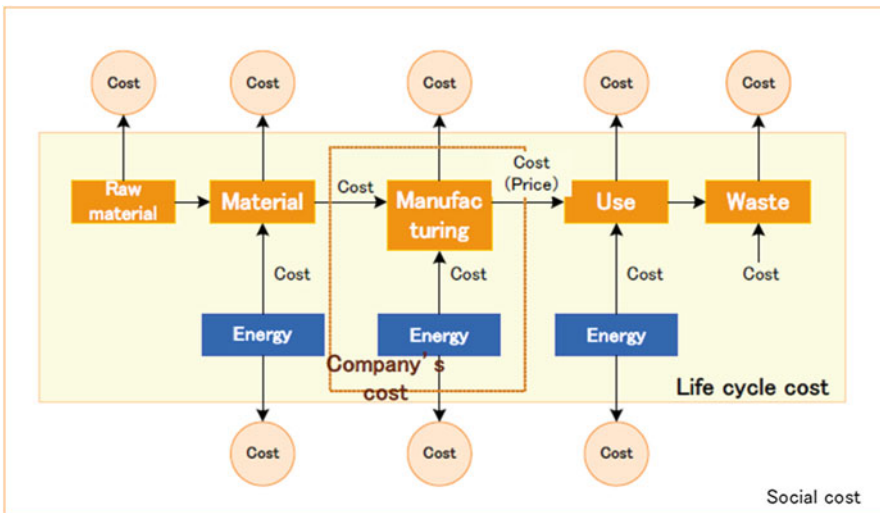 Cost
Cost
Cost
Cost
Cost
Raw
material
Material
Cost
Manufac
turing
Cost
(Price)
Use
Waste
Cost
Cost
Cost
Cost
Energy
Energy
Energy
Company's
cost
Life cycle cost
Cost
Cost
Cost
Social cost